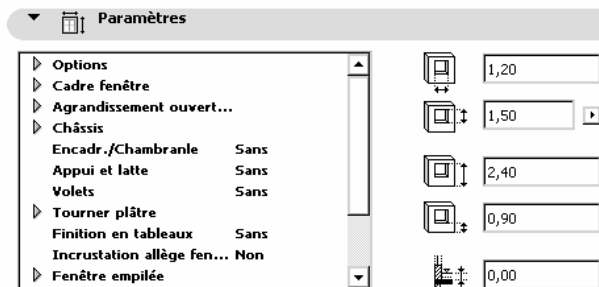 Paramètres
Options
Cadre fenêtre
Agrandissement ouvert...
Châssis
Encadr./Chambranle Sans
Appui et latte Sans
Volets Sans
Tourner plâtre
Finition en tableaux Sans
Incrustation allège fen... Non
Fenêtre empilée
1,20
1,50
2,40
0,90
0,00